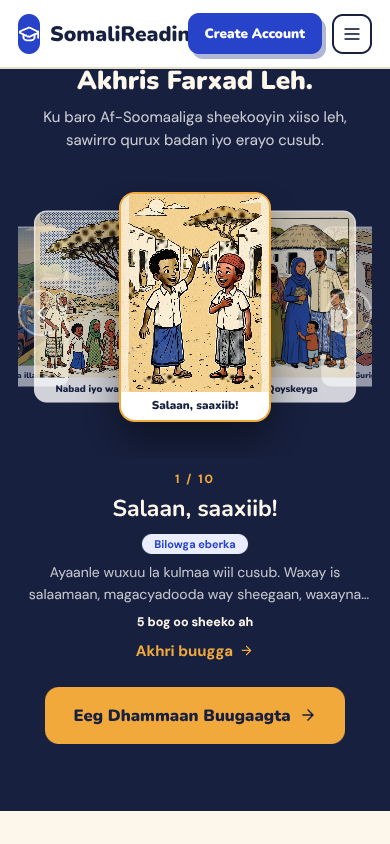 SomaliReadin
Create Account
Akhris Farxad Leh.
Ku baro Af-Soomaaliga sheekooyin xiiso leh,
sawirro qurux badan iyo erayo cusub.
Nabad iyo wa
Salaan, saaxiib!
Qoyskeyga
1 / 10
Salaan, saaxiib!
Bilowga eberka
Ayaanle wuxuu la kulmaa wiil cusub. Waxay is
salaamaan, magacyadooda way sheegaan, waxayna...
5 bog oo sheeko ah
Akhri buugga →
Eeg Dhammaan Buugaagta →